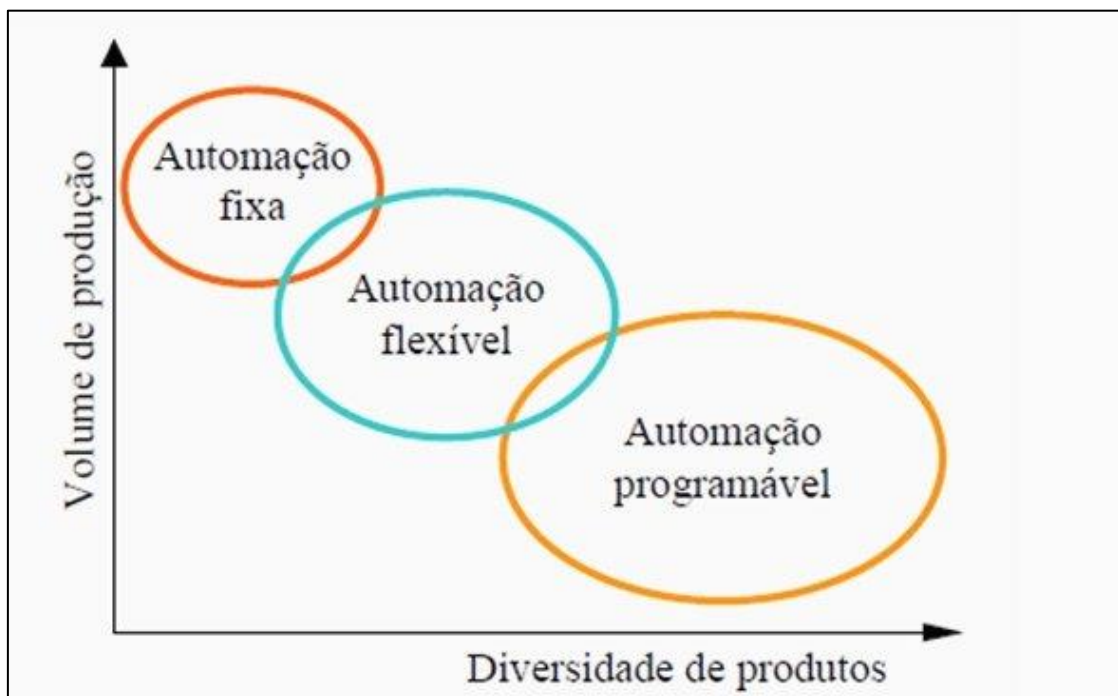 Automação
fixa
Automação
flexível
Automação
programável
Volume de produção
Diversidade de produtos